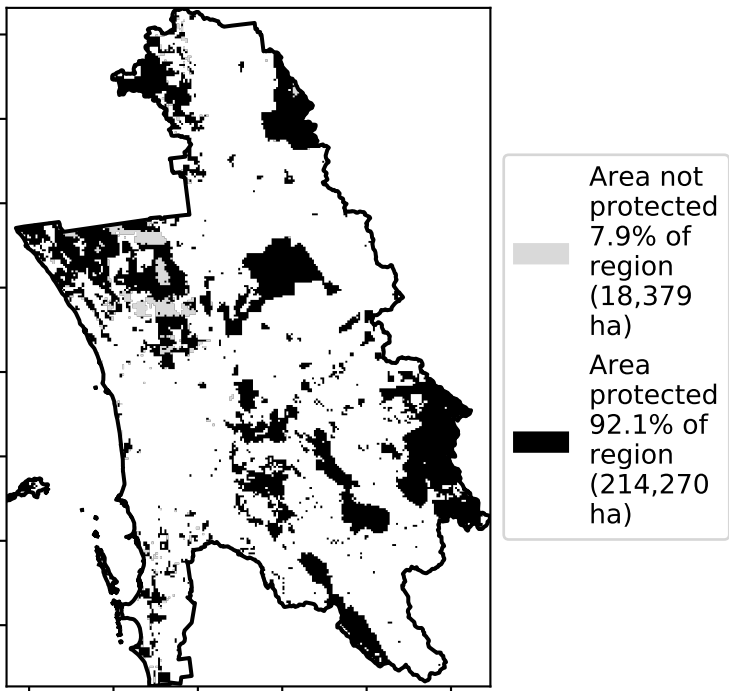 Area not
protected
7.9% of
region
(18,379
ha)
Area
protected
92.1% of
region
(214,270
ha)